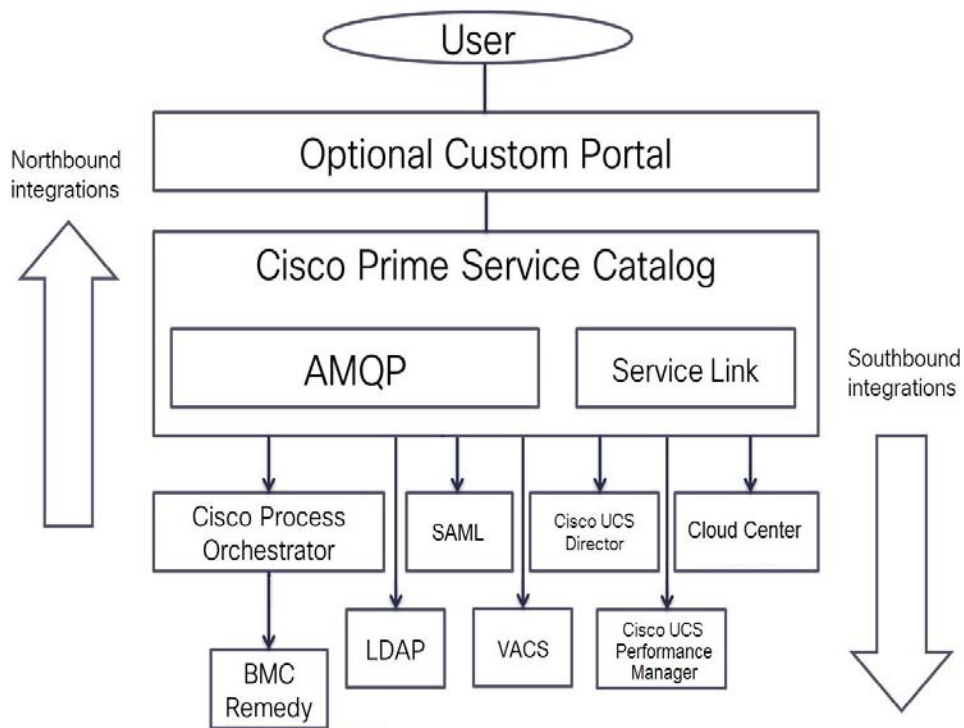 User
Optional Custom Portal
Northbound
integrations
Cisco Prime Service Catalog
AMQP
Service Link
Southbound
integrations
Cisco Process
Orchestrator
SAML
Cisco UCS
Director
Cloud Center
LDAP
VACS
Cisco UCS
Performance
Manager
BMC
Remedy